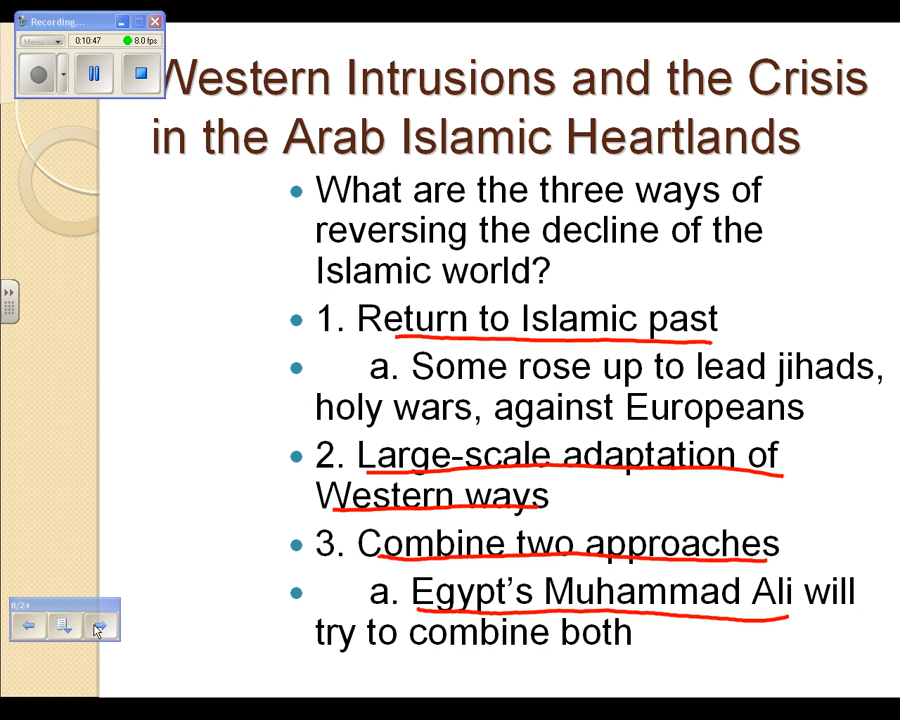 Recording...
Menu
0:10:47
8.0 fps
Western Intrusions and the Crisis
in the Arab Islamic Heartlands
• What are the three ways of
reversing the decline of the
Islamic world?
• 1. Return to Islamic past
• a. Some rose up to lead jihads,
holy wars, against Europeans
• 2. Large-scale adaptation of
Western ways
• 3. Combine two approaches
• a. Egypt’s Muhammad Ali will
try to combine both
8/24